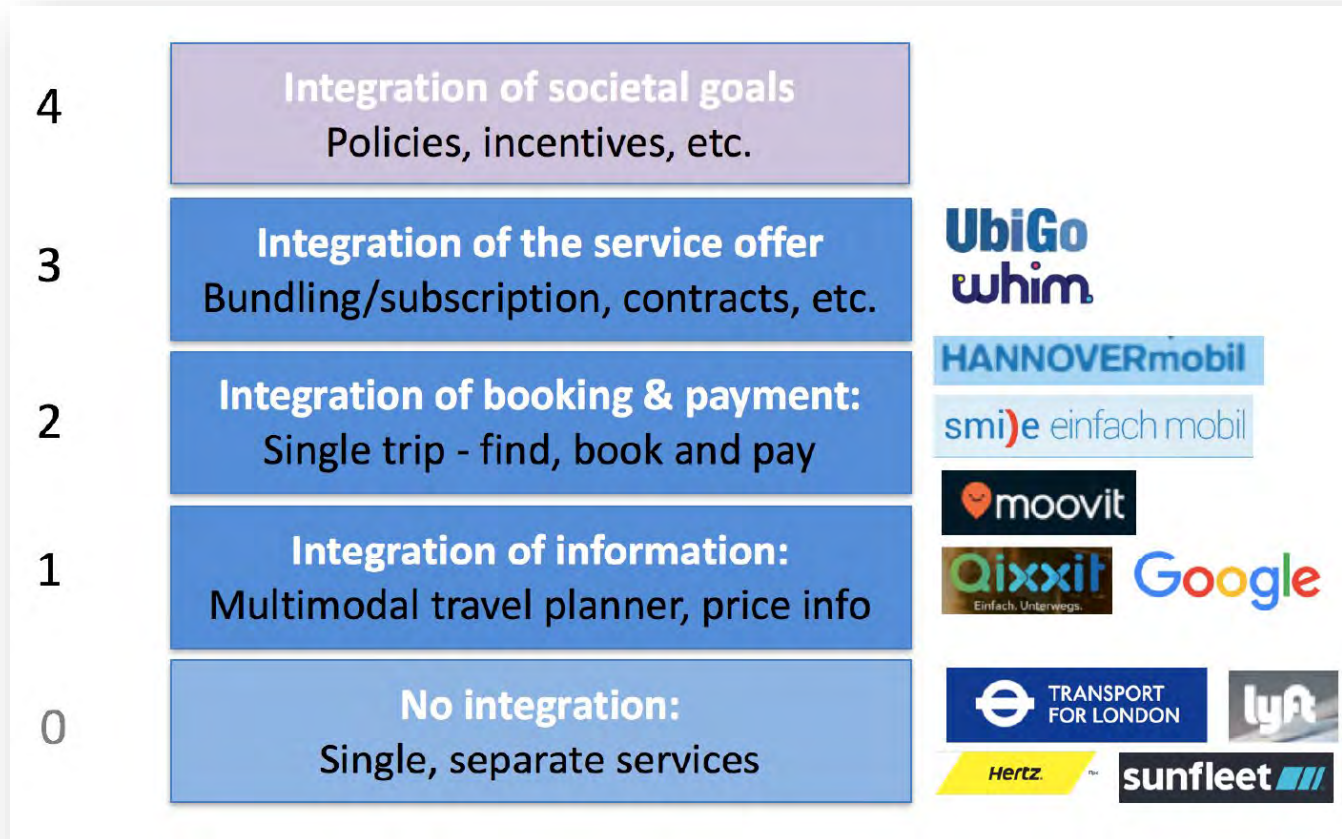 4
Integration of societal goals
Policies, incentives, etc.
3
Integration of the service offer
Bundling/subscription, contracts, etc.
UbiGo
whim
2
Integration of booking & payment:
Single trip - find, book and pay
HANNOVERmobil
smi)e einfach mobil
1
Integration of information:
Multimodal travel planner, price info
moovit
Qixxit
Einfach. Unterwegs.
Google
0
No integration:
Single, separate services
TRANSPORT
FOR LONDON
lyft
Hertz.
sunfleet